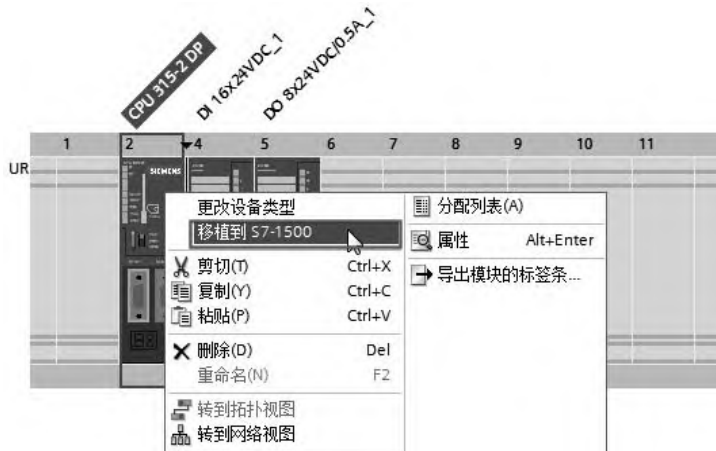 CPU 315-2 DP
DI 16x24VDC_1
DO 8x24VDC/0.5A_1
1 2 4 5 6 7 8 9 10 11
UR
SIEMENS
更改设备类型
移植到 S7-1500
剪切(T) Ctrl+X
复制(Y) Ctrl+C
粘贴(P) Ctrl+V
删除(D) Del
重命名(N) F2
转到拓扑视图
转到网络视图
分配列表(A)
属性 Alt+Enter
导出模块的标签条...